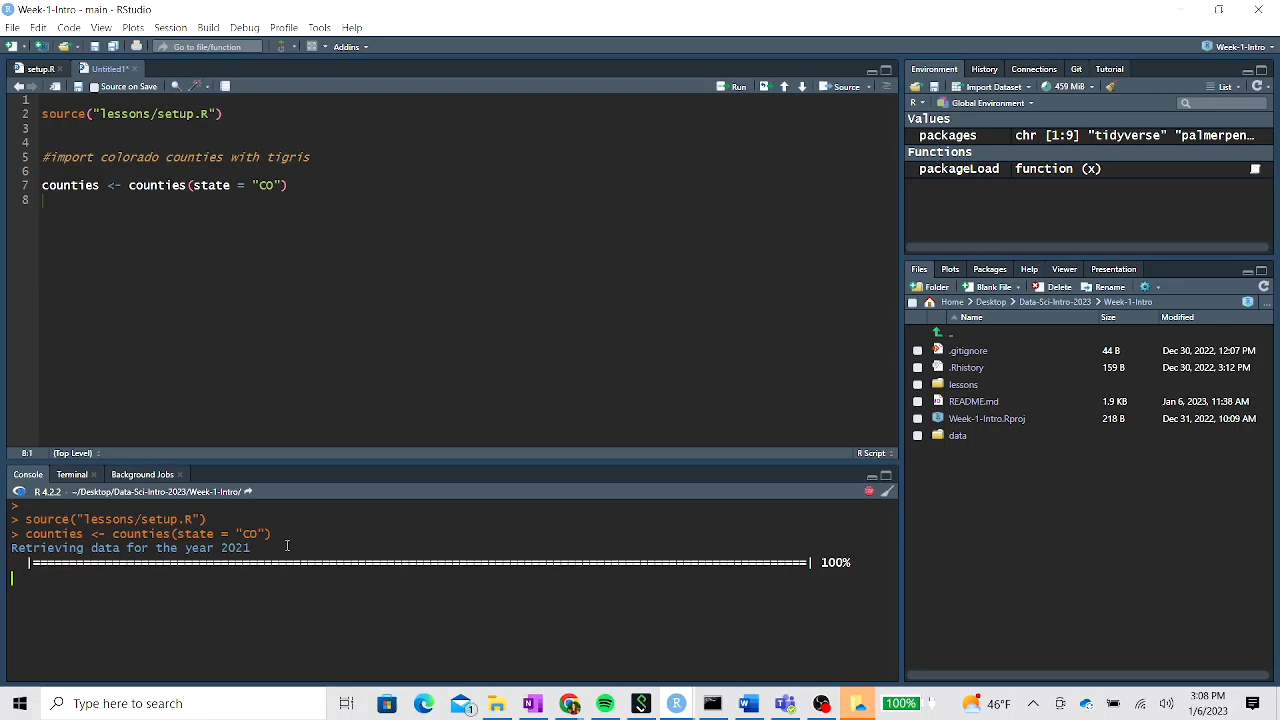 Week-1-Intro - main - RStudio
File Edit Code View Plots Session Build Debug Profile Tools Help
Go to file/function Addins Week-1-Intro
setup.R Untitled1*
Source on Save Run Source
1
2 source("lessons/setup.R")
3
4
5 #import colorado counties with tigris
6
7 counties <- counties(state = "CO")
8
8:1 (Top Level) R Script
Console Terminal Background Jobs
R 4.2.2 · ~/Desktop/Data-Sci-Intro-2023/Week-1-Intro/
>
> source("lessons/setup.R")
> counties <- counties(state = "CO")
Retrieving data for the year 2021
|==================================================================================================| 100%
Environment History Connections Git Tutorial
Import Dataset 459 MiB List
R Global Environment
Values
packages chr [1:9] "tidyverse" "palmerpen…
Functions
packageLoad function (x)
Files Plots Packages Help Viewer Presentation
Folder Blank File Delete Rename
Home > Desktop > Data-Sci-Intro-2023 > Week-1-Intro ...
Name Size Modified
..
.gitignore 44 B Dec 30, 2022, 12:07 PM
.Rhistory 159 B Dec 30, 2022, 3:12 PM
lessons
README.md 1.9 KB Jan 6, 2023, 11:38 AM
Week-1-Intro.Rproj 218 B Dec 31, 2022, 10:09 AM
data
Type here to search 100% 46°F 3:08 PM
1/6/2023